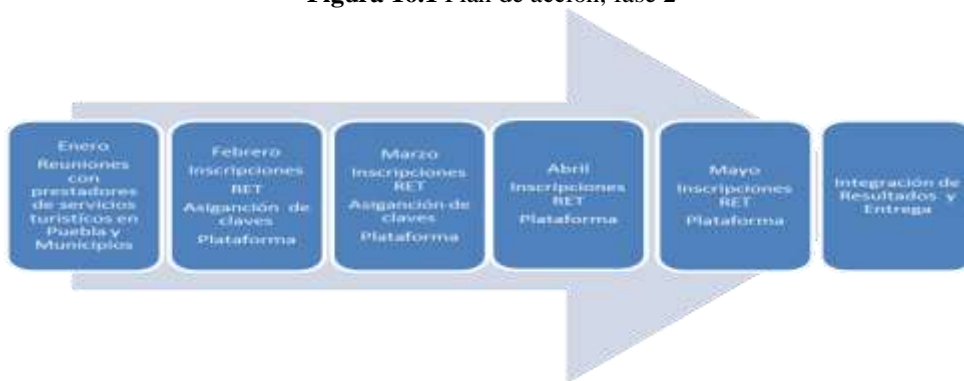 Figura 10.1 Plan de acción, fase 2
Enero
Reuniones
con
prestadores
de servicios
turísticos en
Puebla y
Municipios
Febrero
Inscripciones
RET
Asiganción de
claves
Plataforma
Marzo
Inscripciones
RET
Asiganción de
claves
Plataforma
Abril
Inscripciones
RET
Plataforma
Mayo
Inscripciones
RET
Plataforma
Integración de
Resultados y
Entrega